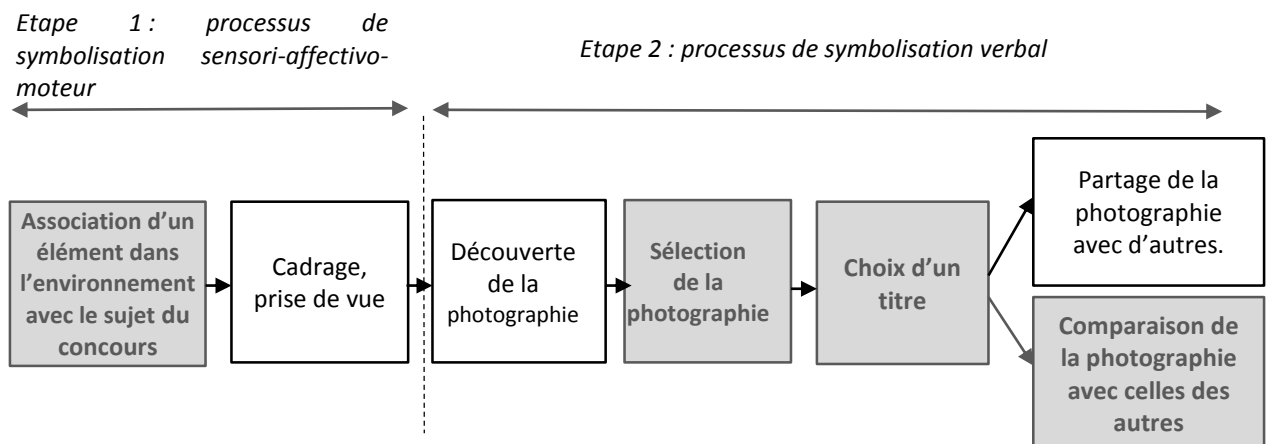 Etape 1 : processus de
symbolisation sensori-affectivo-
moteur
Etape 2 : processus de symbolisation verbal
Association d’un
élément dans
l’environnement
avec le sujet du
concours
Cadrage,
prise de vue
Découverte
de la
photographie
Sélection
de la
photographie
Choix d’un
titre
Partage de la
photographie
avec d’autres.
Comparaison de
la photographie
avec celles des
autres